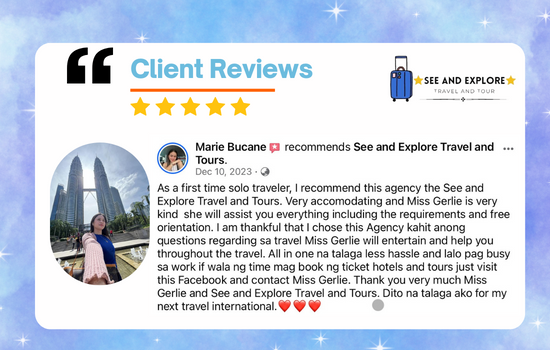 Client Reviews
SEE AND EXPLORE
TRAVEL AND TOUR
Marie Bucane recommends See and Explore Travel and
Tours.
Dec 10, 2023 ·
As a first time solo traveler, I recommend this agency the See and
Explore Travel and Tours. Very accomodating and Miss Gerlie is very
kind she will assist you everything including the requirements and free
orientation. I am thankful that I chose this Agency kahit anong
questions regarding sa travel Miss Gerlie will entertain and help you
throughout the travel. All in one na talaga less hassle and lalo pag busy
sa work if wala ng time mag book ng ticket hotels and tours just visit
this Facebook and contact Miss Gerlie. Thank you very much Miss
Gerlie and See and Explore Travel and Tours. Dito na talaga ako for my
next travel international.❤️❤️❤️